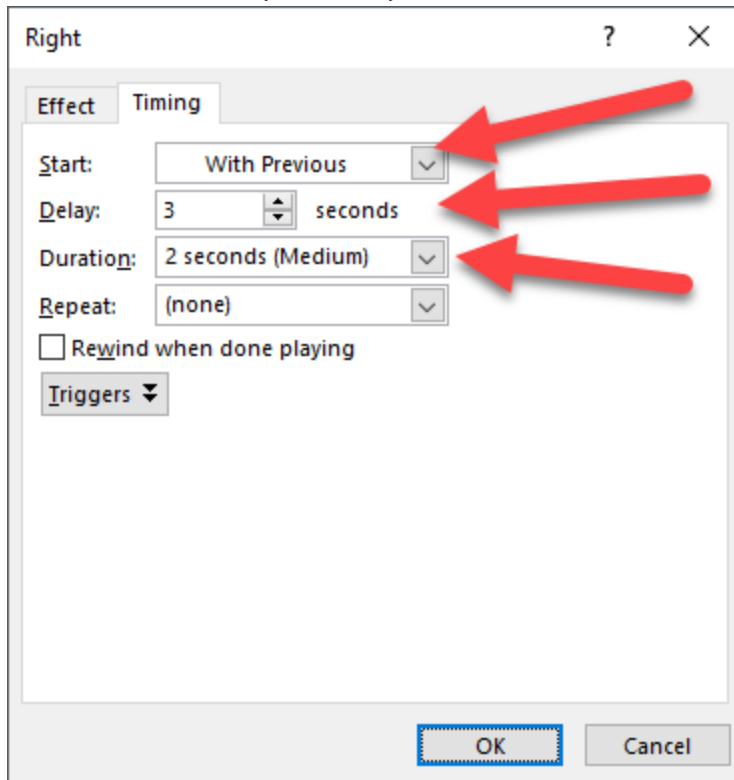 Right ?
Effect Timing
Start: With Previous
Delay: 3 seconds
Duration: 2 seconds (Medium)
Repeat: (none)
Rewind when done playing
Triggers
OK Cancel